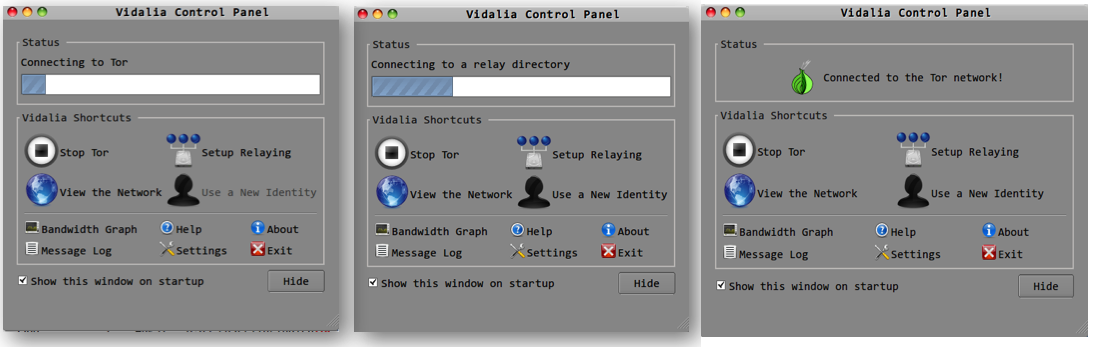 Vidalia Control Panel
Status
Connecting to Tor
Vidalia Shortcuts
Stop Tor
Setup Relaying
View the Network
Use a New Identity
Bandwidth Graph
Help
About
Message Log
Settings
Exit
Show this window on startup
Hide
Vidalia Control Panel
Status
Connecting to a relay directory
Vidalia Shortcuts
Stop Tor
Setup Relaying
View the Network
Use a New Identity
Bandwidth Graph
Help
About
Message Log
Settings
Exit
Show this window on startup
Hide
Vidalia Control Panel
Status
Connected to the Tor network!
Vidalia Shortcuts
Stop Tor
Setup Relaying
View the Network
Use a New Identity
Bandwidth Graph
Help
About
Message Log
Settings
Exit
Show this window on startup
Hide